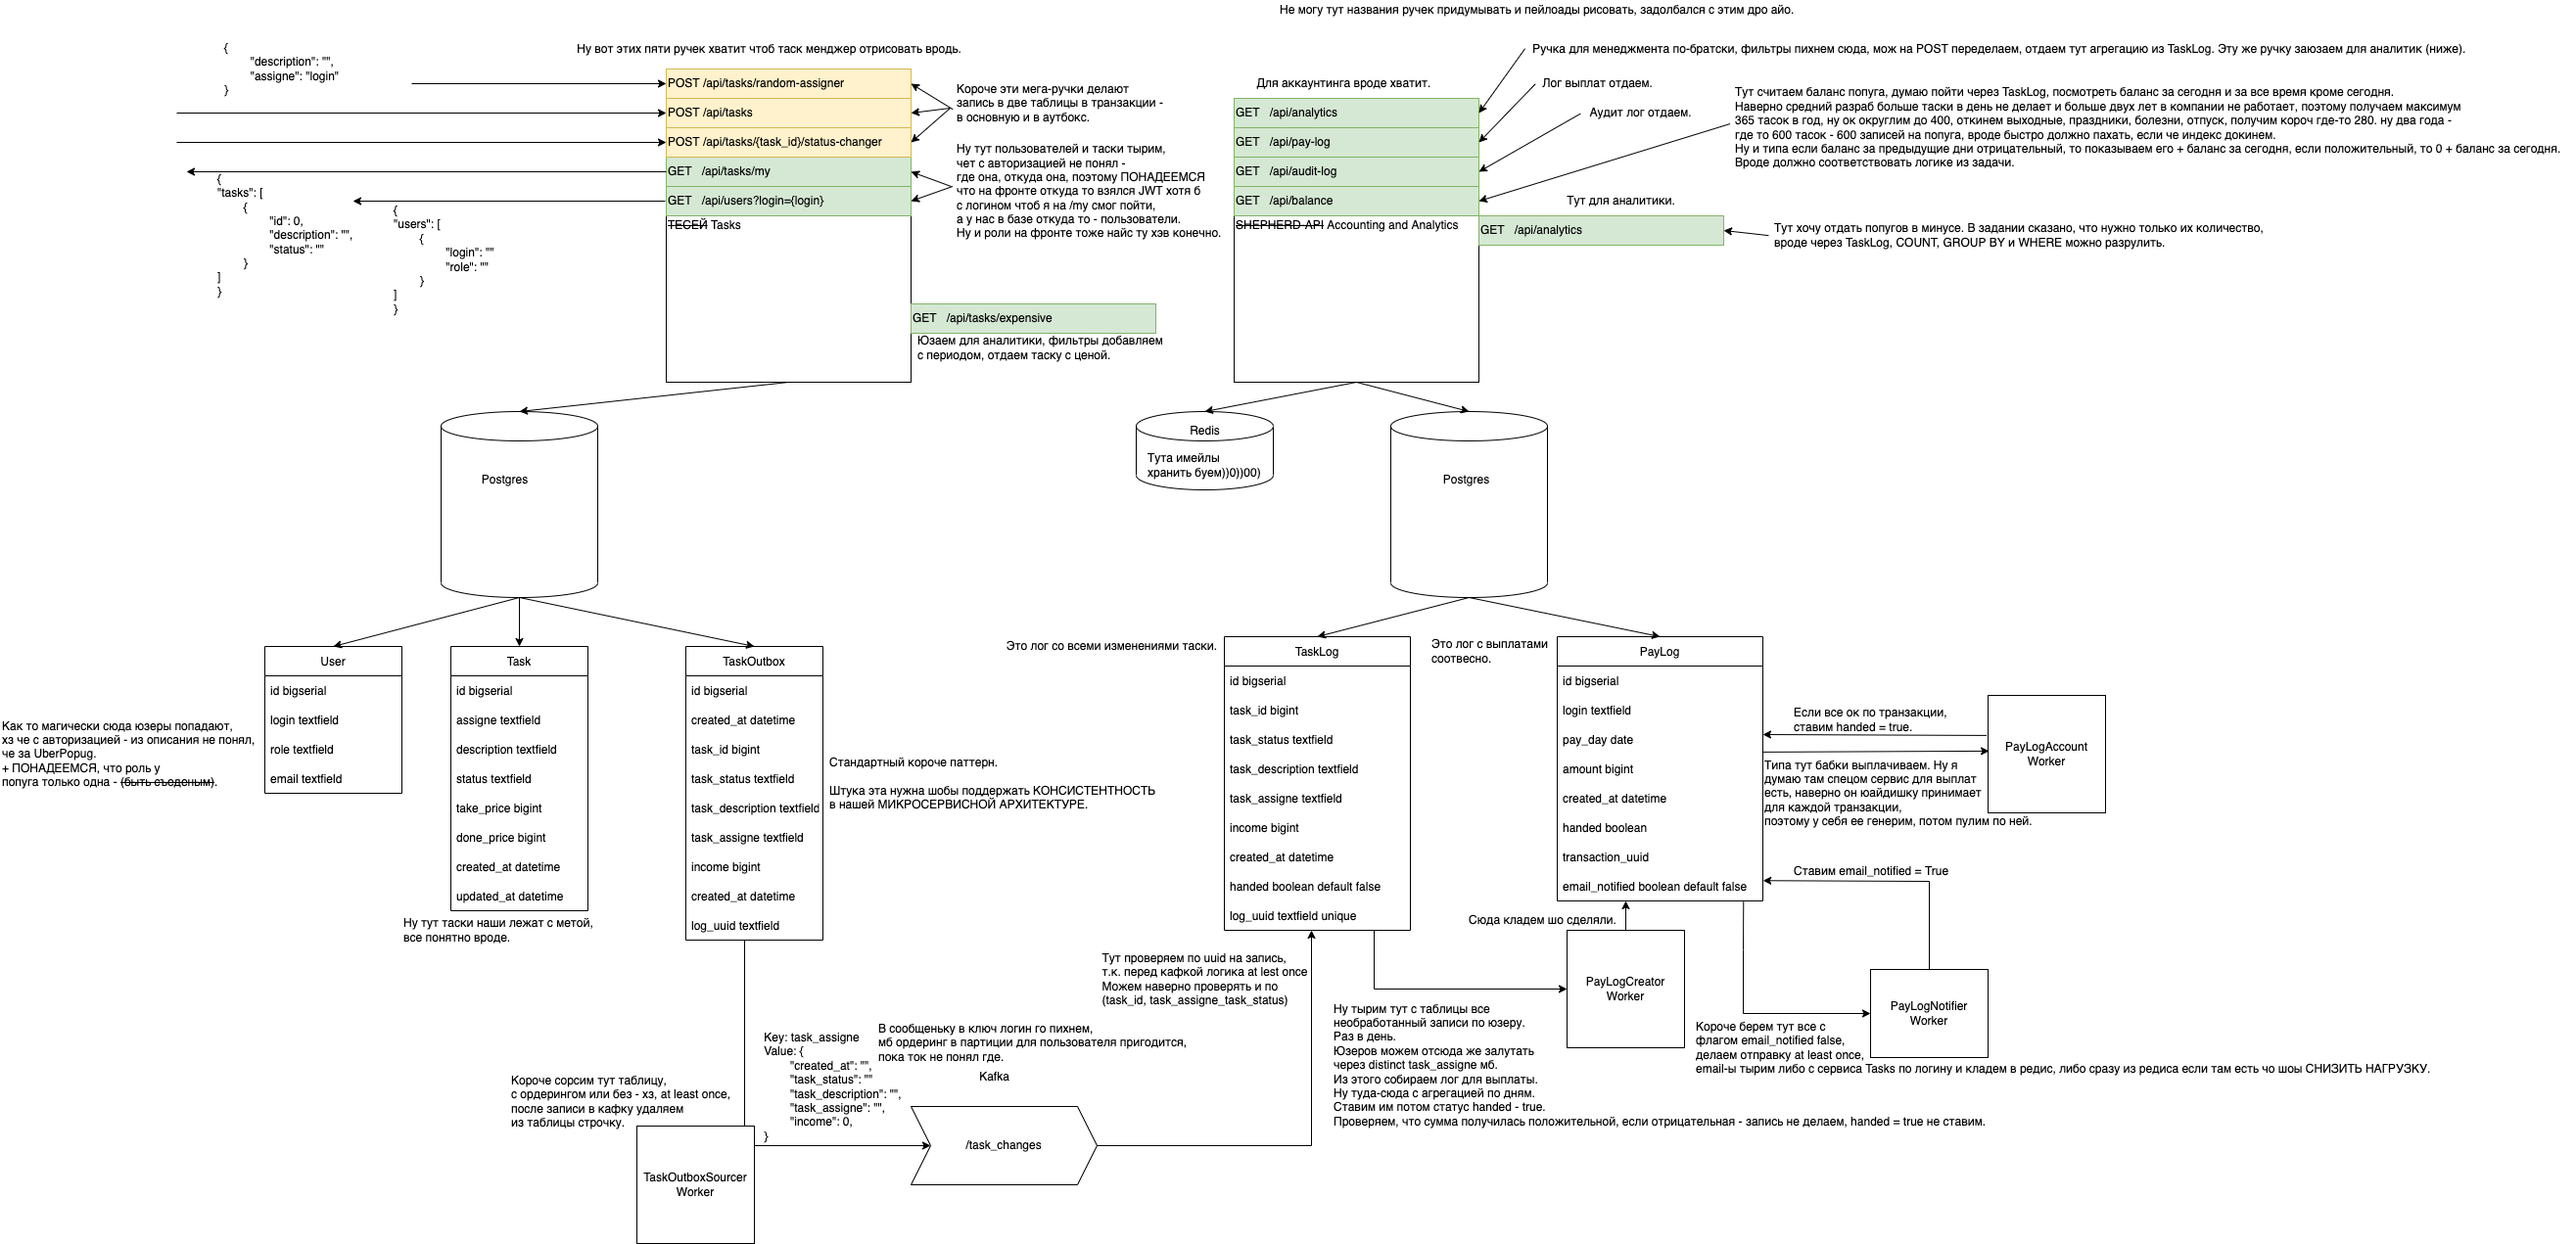 Не могу тут названия ручек придумывать и пейлоады рисовать, задолбался с этим дро айо.
{
"description": "",
"assigne": "login"
}
Ну вот этих пяти ручек хватит чтоб таск менджер отрисовать вродь.
POST /api/tasks/random-assigner
POST /api/tasks
POST /api/tasks/{task_id}/status-changer
GET /api/tasks/my
GET /api/users?login={login}
ТЕСЕЙ Tasks
Короче эти мега-ручки делают
запись в две таблицы в транзакции -
в основную и в аутбокс.
Ну тут пользователей и таски тырим,
чет с авторизацией не понял -
где она, откуда она, поэтому ПОНАДЕЕМСЯ
что на фронте откуда то взялся JWT хотя б
с логином чтоб я на /my смог пойти,
а у нас в базе откуда то - пользователи.
Ну и роли на фронте тоже найс ту хэв конечно.
{
"tasks": [
{
"id": 0,
"description": "",
"status": ""
}
]
}
{
"users": [
{
"login": ""
"role": ""
}
]
}
GET /api/tasks/expensive
Юзаем для аналитики, фильтры добавляем
с периодом, отдаем таску с ценой.
Для аккаунтинга вроде хватит.
GET /api/analytics
GET /api/pay-log
GET /api/audit-log
GET /api/balance
SHEPHERD API Accounting and Analytics
Ручка для менеджмента по-братски, фильтры пихнем сюда, мож на POST переделаем, отдаем тут агрегацию из TaskLog. Эту же ручку заюзаем для аналитик (ниже).
Лог выплат отдаем.
Аудит лог отдаем.
Тут считаем баланс попуга, думаю пойти через TaskLog, посмотреть баланс за сегодня и за все время кроме сегодня.
Наверно средний разраб больше таски в день не делает и больше двух лет в компании не работает, поэтому получаем максимум
365 тасок в год, ну ок округлим до 400, откинем выходные, праздники, болезни, отпуск, получим короч где-то 280. ну два года -
где то 600 тасок - 600 записей на попуга, вроде быстро должно пахать, если че индекс докинем.
Ну и типа если баланс за предыдущие дни отрицательный, то показываем его + баланс за сегодня, если положительный, то 0 + баланс за сегодня.
Вроде должно соответствовать логике из задачи.
Тут для аналитики.
GET /api/analytics
Тут хочу отдать попугов в минусе. В задании сказано, что нужно только их количество,
вроде через TaskLog, COUNT, GROUP BY и WHERE можно разрулить.
Postgres
Redis
Тута имейлы
хранить буем))0))00)
Postgres
Как то магически сюда юзеры попадают,
хз че с авторизацией - из описания не понял,
че за UberPopug.
+ ПОНАДЕЕМСЯ, что роль у
попуга только одна - (быть съеденым).
User
id bigserial
login textfield
role textfield
email textfield
Task
id bigserial
assigne textfield
description textfield
status textfield
take_price bigint
done_price bigint
created_at datetime
updated_at datetime
Ну тут таски наши лежат с метой,
все понятно вроде.
TaskOutbox
id bigserial
created_at datetime
task_id bigint
task_status textfield
task_description textfield
task_assigne textfield
income bigint
created_at datetime
log_uuid textfield
Стандартный короче паттерн.
Штука эта нужна шобы поддержать КОНСИСТЕНТНОСТЬ
в нашей МИКРОСЕРВИСНОЙ АРХИТЕКТУРЕ.
Это лог со всеми изменениями таски.
TaskLog
id bigserial
task_id bigint
task_status textfield
task_description textfield
task_assigne textfield
income bigint
created_at datetime
handed boolean default false
log_uuid textfield unique
Это лог с выплатами
соотвесно.
PayLog
id bigserial
login textfield
pay_day date
amount bigint
created_at datetime
handed boolean
transaction_uuid
email_notified boolean default false
Если все ок по транзакции,
ставим handed = true.
PayLogAccount
Worker
Типа тут бабки выплачиваем. Ну я
думаю там спецом сервис для выплат
есть, наверно он юайдишку принимает
для каждой транзакции,
поэтому у себя ее генерим, потом пулим по ней.
Ставим email_notified = True
Сюда кладем шо сделяли.
PayLogCreator
Worker
PayLogNotifier
Worker
Тут проверяем по uuid на запись,
т.к. перед кафкой логика at lest once
Можем наверно проверять и по
(task_id, task_assigne_task_status)
Ну тырим тут с таблицы все
необработанный записи по юзеру.
Раз в день.
Юзеров можем отсюда же залутать
через distinct task_assigne мб.
Из этого собираем лог для выплаты.
Ну туда-сюда с агрегацией по дням.
Ставим им потом статус handed - true.
Проверяем, что сумма получилась положительной, если отрицательная - запись не делаем, handed = true не ставим.
Короче берем тут все с
флагом email_notified false,
делаем отправку at least once,
email-ы тырим либо с сервиса Tasks по логину и кладем в редис, либо сразу из редиса если там есть чо шоы СНИЗИТЬ НАГРУЗКУ.
Key: task_assigne
Value: {
"created_at": "",
"task_status": ""
"task_description": "",
"task_assigne": "",
"income": 0,
}
В сообщеньку в ключ логин го пихнем,
мб ордеринг в партиции для пользователя пригодится,
пока ток не понял где.
Kafka
/task_changes
Короче сорсим тут таблицу,
с ордерингом или без - хз, at least once,
после записи в кафку удаляем
из таблицы строчку.
TaskOutboxSourcer
Worker